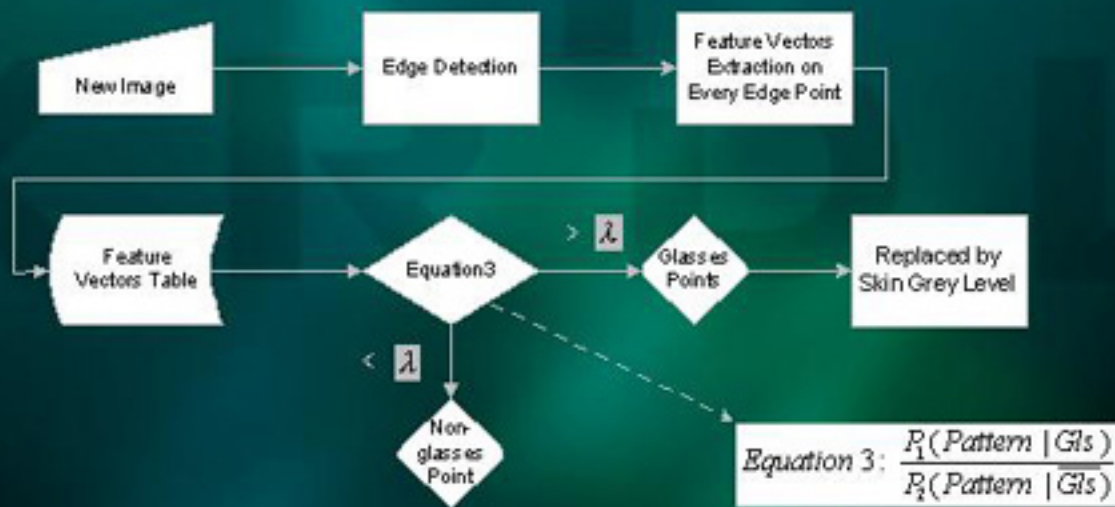 New Image
Edge Detection
Feature Vectors
Extraction on
Every Edge Point
Feature
Vectors Table
Equation3
> λ
Glasses
Points
Replaced by
Skin Grey Level
< λ
Non-
glasses
Point
Equation 3: P₁(Pattern | Gls) / P₂(Pattern | G̅l̅s̅)